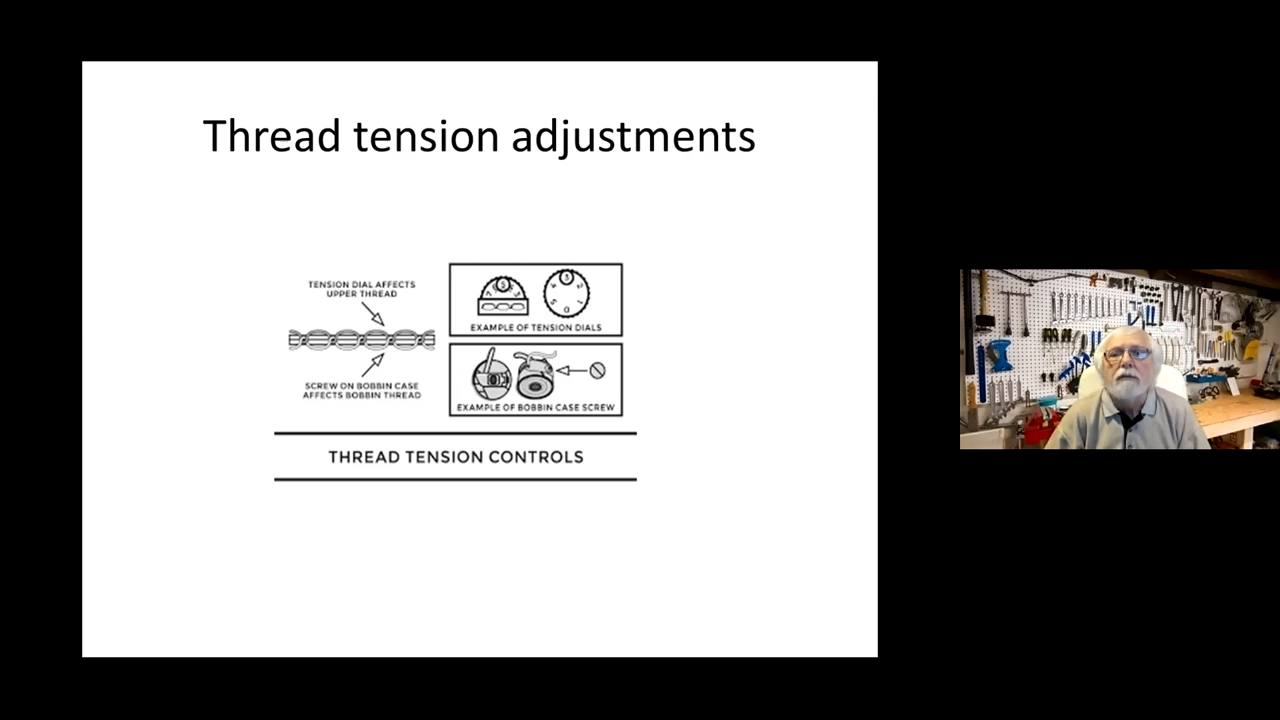 Thread tension adjustments
TENSION DIAL AFFECTS
UPPER THREAD
SCREW ON BOBBIN CASE
AFFECTS BOBBIN THREAD
EXAMPLE OF TENSION DIALS
EXAMPLE OF BOBBIN CASE SCREW
THREAD TENSION CONTROLS